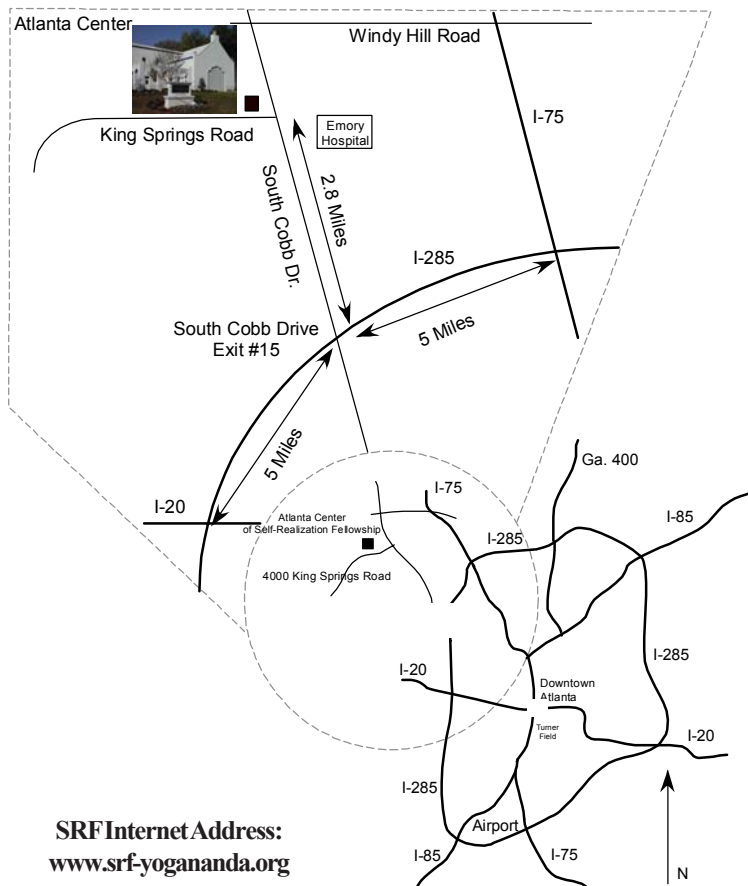 Atlanta Center
Windy Hill Road
I-75
King Springs Road
Emory
Hospital
South Cobb Dr.
2.8 Miles
I-285
5 Miles
South Cobb Drive
Exit #15
5 Miles
I-20
Ga. 400
I-75
I-85
Atlanta Center
of Self-Realization Fellowship
I-285
4000 King Springs Road
I-285
I-20
Downtown
Atlanta
Turner
Field
I-20
I-285
Airport
I-85
I-75
N
SRF Internet Address:
www.srf-yogananda.org